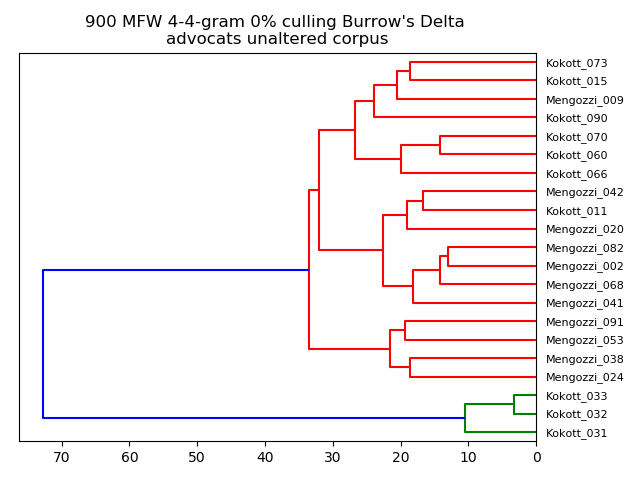 900 MFW 4-4-gram 0% culling Burrow's Delta
advocats unaltered corpus
Kokott_073
Kokott_015
Mengozzi_009
Kokott_090
Kokott_070
Kokott_060
Kokott_066
Mengozzi_042
Kokott_011
Mengozzi_020
Mengozzi_082
Mengozzi_002
Mengozzi_068
Mengozzi_041
Mengozzi_091
Mengozzi_053
Mengozzi_038
Mengozzi_024
Kokott_033
Kokott_032
Kokott_031
70 60 50 40 30 20 10 0